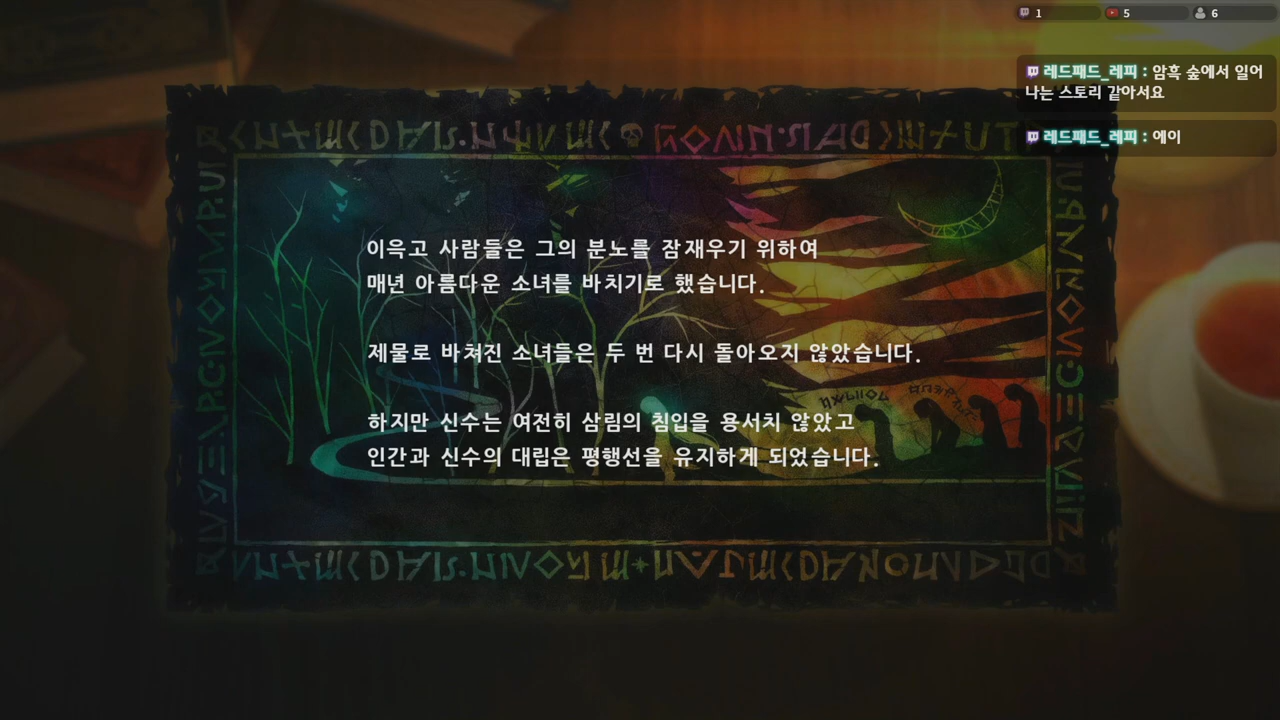 1
5
6
레드패드_레피 : 암흑 숲에서 일어
나는 스토리 같아서요
레드패드_레피 : 에이
이윽고 사람들은 그의 분노를 잠재우기 위하여
매년 아름다운 소녀를 바치기로 했습니다.
제물로 바쳐진 소녀들은 두 번 다시 돌아오지 않았습니다.
하지만 신수는 여전히 삼림의 침입을 용서치 않았고
인간과 신수의 대립은 평행선을 유지하게 되었습니다.